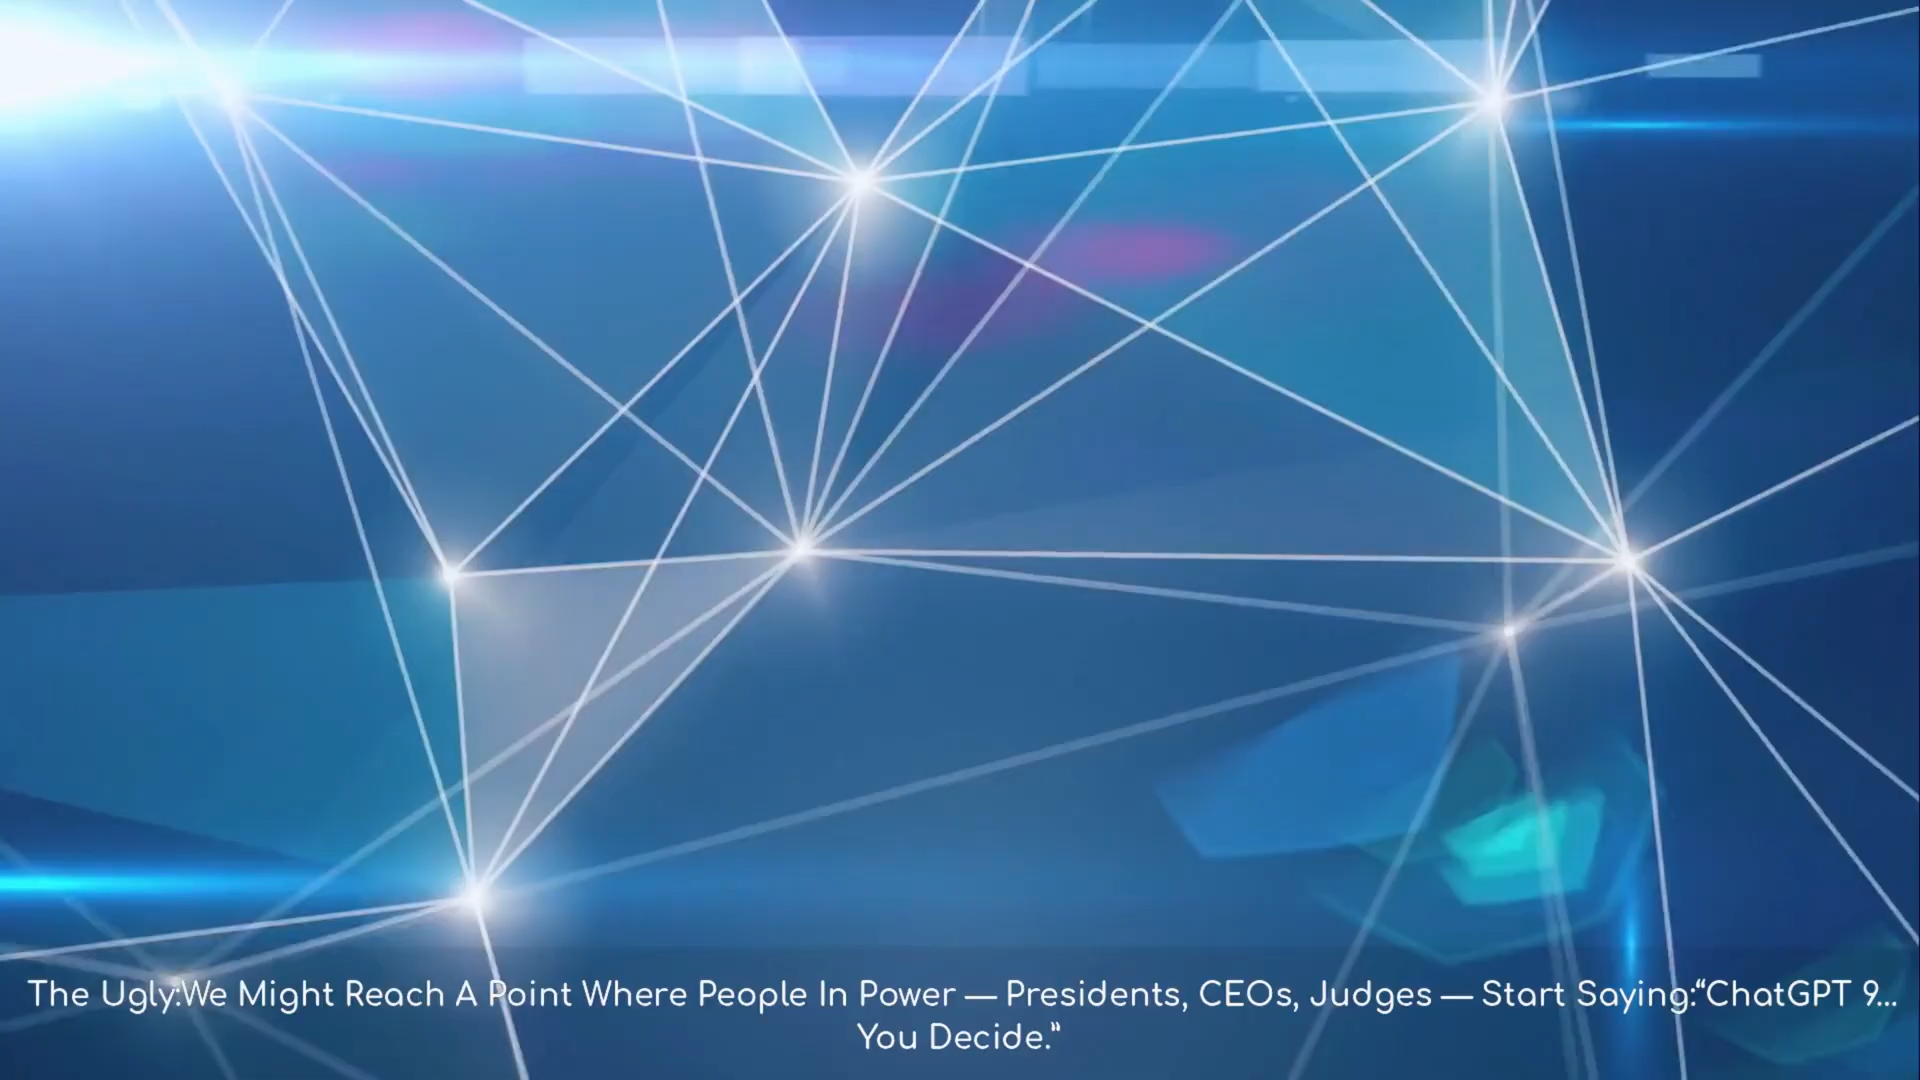 The Ugly:We Might Reach A Point Where People In Power — Presidents, CEOs, Judges — Start Saying:“ChatGPT 9...
You Decide.”